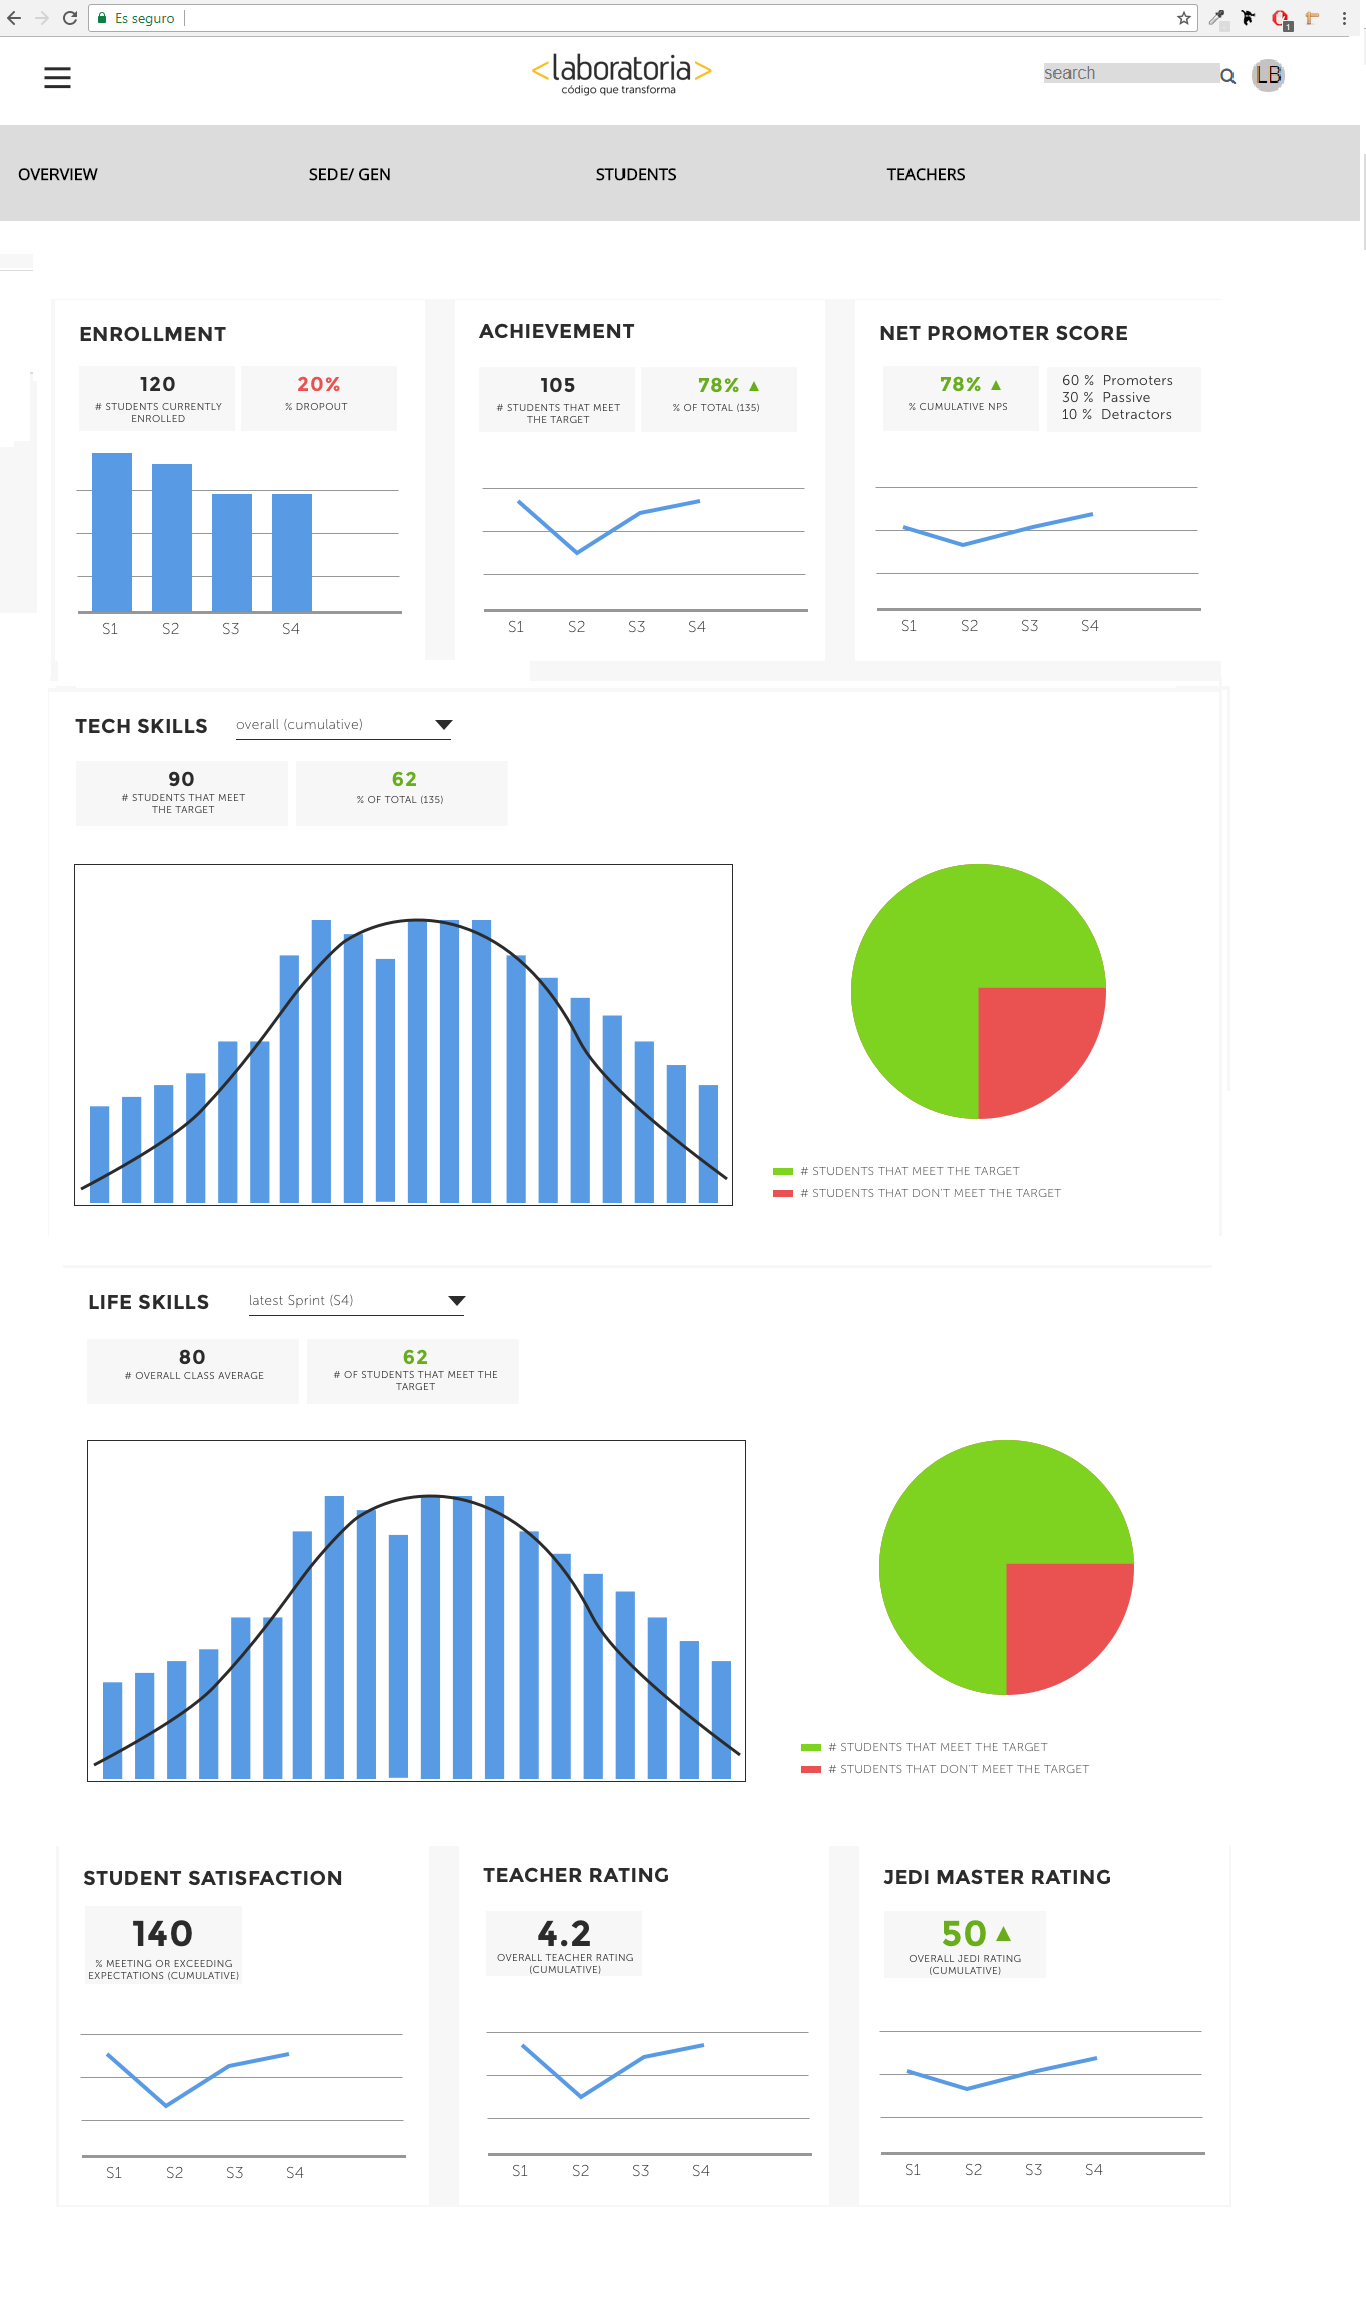 Es seguro
<laboratoria>
código que transforma
search
LB
1
OVERVIEW
SEDE/ GEN
STUDENTS
TEACHERS
ENROLLMENT
120
# STUDENTS CURRENTLY
ENROLLED
20%
% DROPOUT
S1 S2 S3 S4
ACHIEVEMENT
105
# STUDENTS THAT MEET
THE TARGET
78% ▲
% OF TOTAL (135)
S1 S2 S3 S4
NET PROMOTER SCORE
78% ▲
% CUMULATIVE NPS
60 % Promoters
30 % Passive
10 % Detractors
S1 S2 S3 S4
TECH SKILLS
overall (cumulative)
90
# STUDENTS THAT MEET
THE TARGET
62
% OF TOTAL (135)
# STUDENTS THAT MEET THE TARGET
# STUDENTS THAT DON'T MEET THE TARGET
LIFE SKILLS
latest Sprint (S4)
80
# OVERALL CLASS AVERAGE
62
# OF STUDENTS THAT MEET THE
TARGET
# STUDENTS THAT MEET THE TARGET
# STUDENTS THAT DON'T MEET THE TARGET
STUDENT SATISFACTION
140
% MEETING OR EXCEEDING
EXPECTATIONS (CUMULATIVE)
S1 S2 S3 S4
TEACHER RATING
4.2
OVERALL TEACHER RATING
(CUMULATIVE)
S1 S2 S3 S4
JEDI MASTER RATING
50 ▲
OVERALL JEDI RATING
(CUMULATIVE)
S1 S2 S3 S4